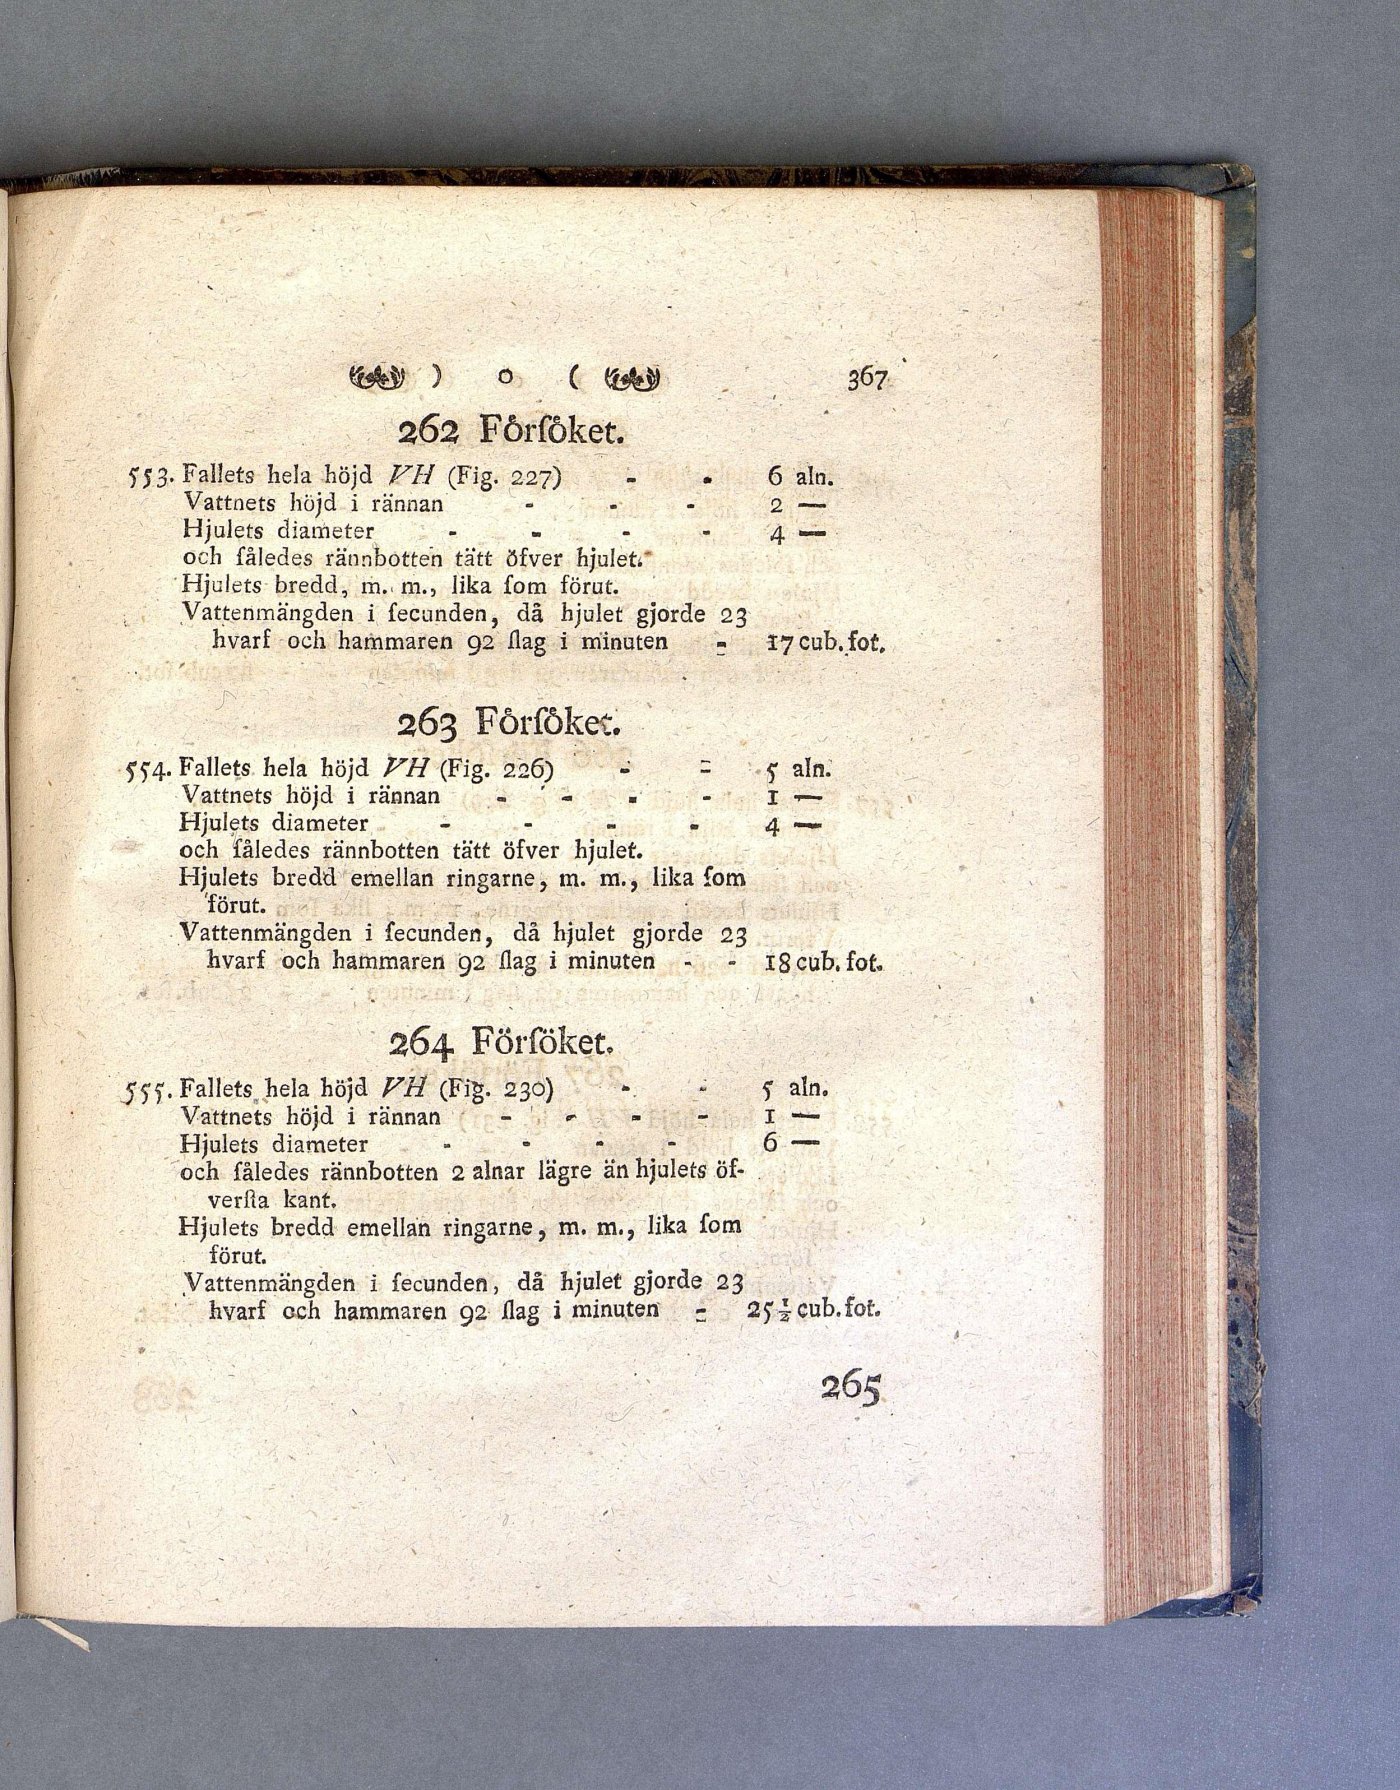 ) o ( 367
262 Förſöket.
553. Fallets hela höjd VH (Fig. 227) - - 6 aln.
Vattnets höjd i rännan - - - 2 —
Hjulets diameter - - - - 4 —
och ſåledes rännbotten tätt öfver hjulet.
Hjulets bredd, m. m., lika ſom förut.
Vattenmängden i ſecunden, då hjulet gjorde 23
hvarf och hammaren 92 ſlag i minuten - 17 cub. fot.
263 Förſöket.
554. Fallets hela höjd VH (Fig. 226) - - 5 aln.
Vattnets höjd i rännan - - - - 1 —
Hjulets diameter - - - - 4 —
och ſåledes rännbotten tätt öfver hjulet.
Hjulets bredd emellan ringarne, m. m., lika ſom
förut.
Vattenmängden i ſecunden, då hjulet gjorde 23
hvarf och hammaren 92 ſlag i minuten - - 18 cub. fot.
264 Förſöket.
555. Fallets hela höjd VH (Fig. 230) - - 5 aln.
Vattnets höjd i rännan - - - - 1 —
Hjulets diameter - - - - 6 —
och ſåledes rännbotten 2 alnar lägre än hjulets öf-
verſta kant.
Hjulets bredd emellan ringarne, m. m., lika ſom
förut.
Vattenmängden i ſecunden, då hjulet gjorde 23
hvarf och hammaren 92 ſlag i minuten - 25 ½ cub. fot.
265